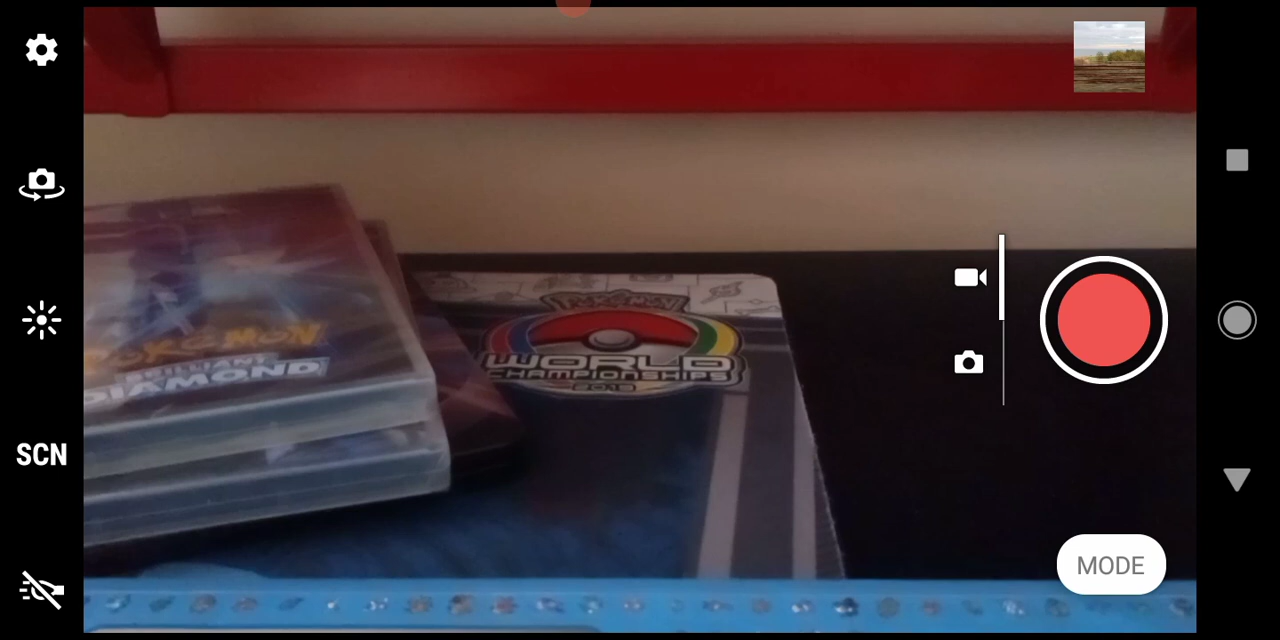 POKÉMON
BRILLIANT
DIAMOND
POKÉMON
WORLD
CHAMPIONSHIPS
SCN
MODE